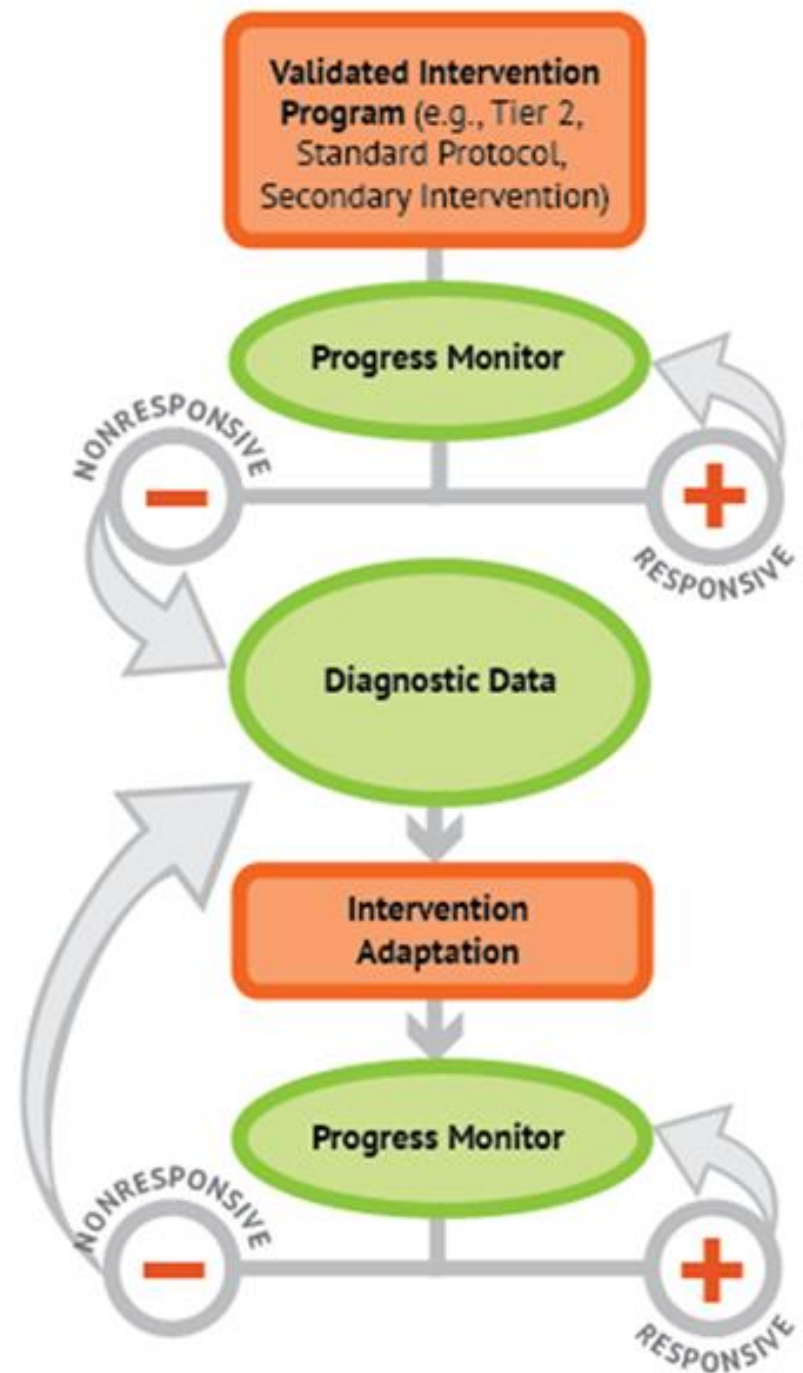 Validated Intervention
Program (e.g., Tier 2,
Standard Protocol,
Secondary Intervention)
Progress Monitor
NONRESPONSIVE
RESPONSIVE
Diagnostic Data
Intervention
Adaptation
Progress Monitor
NONRESPONSIVE
RESPONSIVE